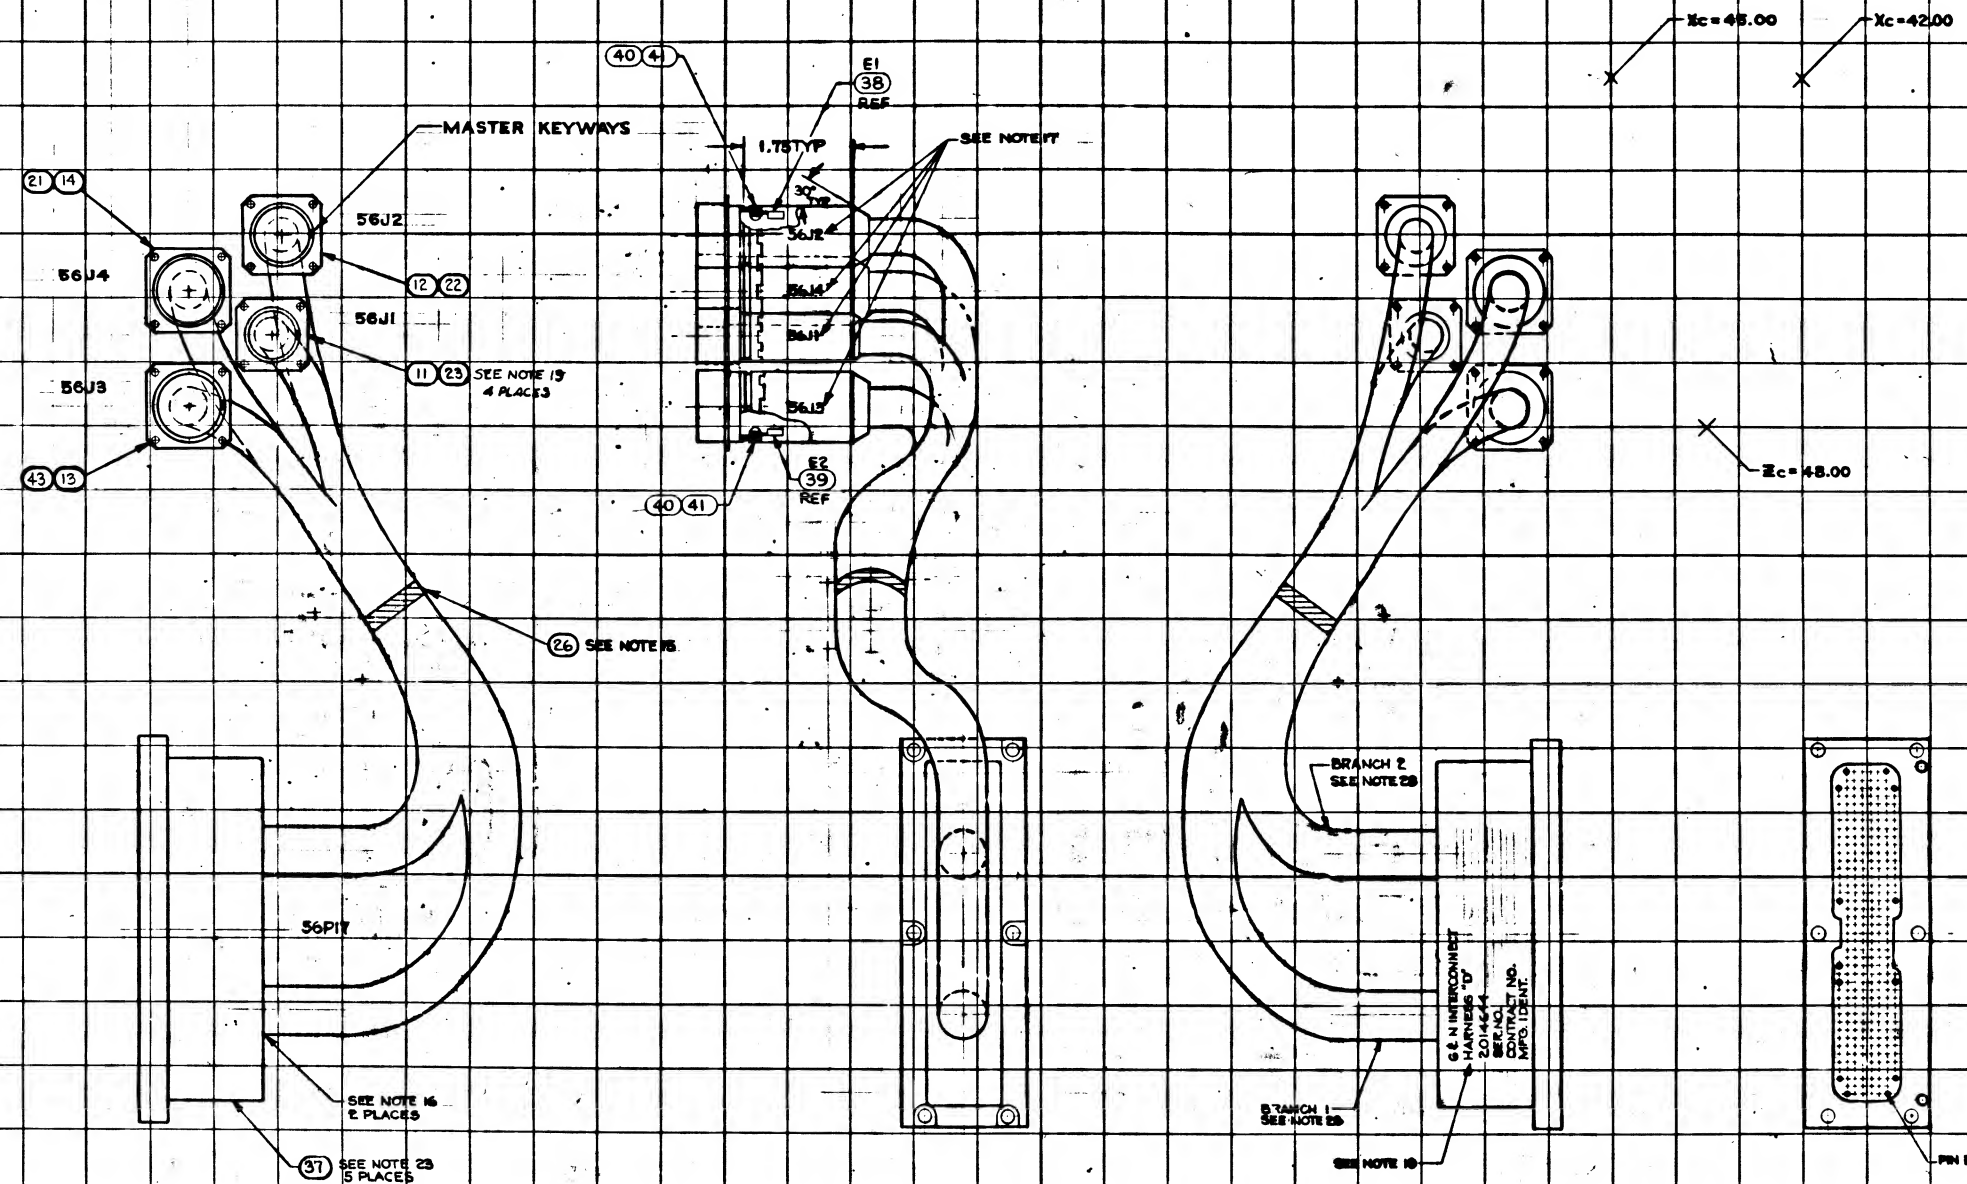 Xc = 45.00
Xc = 42.00
40 41
E1
38
REF
MASTER KEYWAYS
1.75 TYP
SEE NOTE 17
21 14
30°
TYP
56J2
56J2
56J4
12 22
56J4
56J1
56J1
11 23 SEE NOTE 19
4 PLACES
56J3
56J3
43 13
E2
39
REF
40 41
Zc = 48.00
26 SEE NOTE 15
BRANCH 2
SEE NOTE 28
56P17
G & N INTERCONNECT
HARNESS "D"
2014644
SER. NO.
CONTRACT NO.
MFG. IDENT.
SEE NOTE 16
2 PLACES
BRANCH 1
SEE NOTE 28
37 SEE NOTE 23
5 PLACES
SEE NOTE 18
PIN